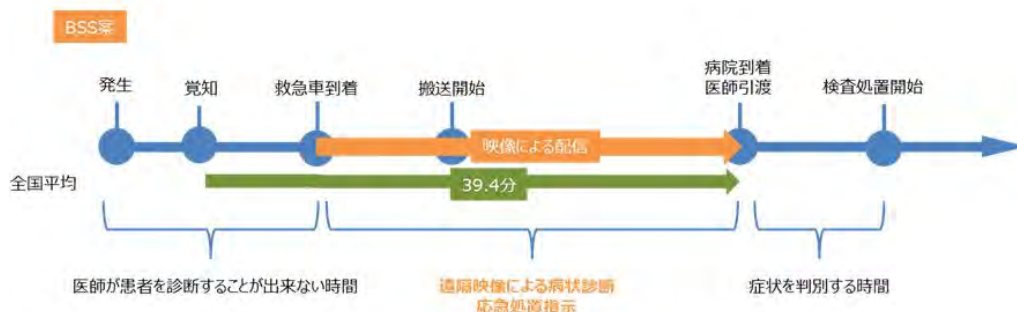 BSS案
発生
覚知
救急車到着
搬送開始
病院到着
医師引渡
検査処置開始
映像による配信
全国平均
39.4分
医師が患者を診断することが出来ない時間
遠隔映像による病状診断
応急処置指示
症状を判別する時間